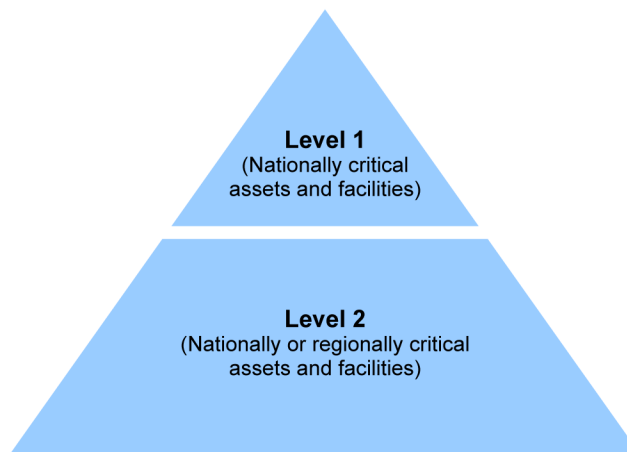 Level 1
(Nationally critical
assets and facilities)
Level 2
(Nationally or regionally critical
assets and facilities)